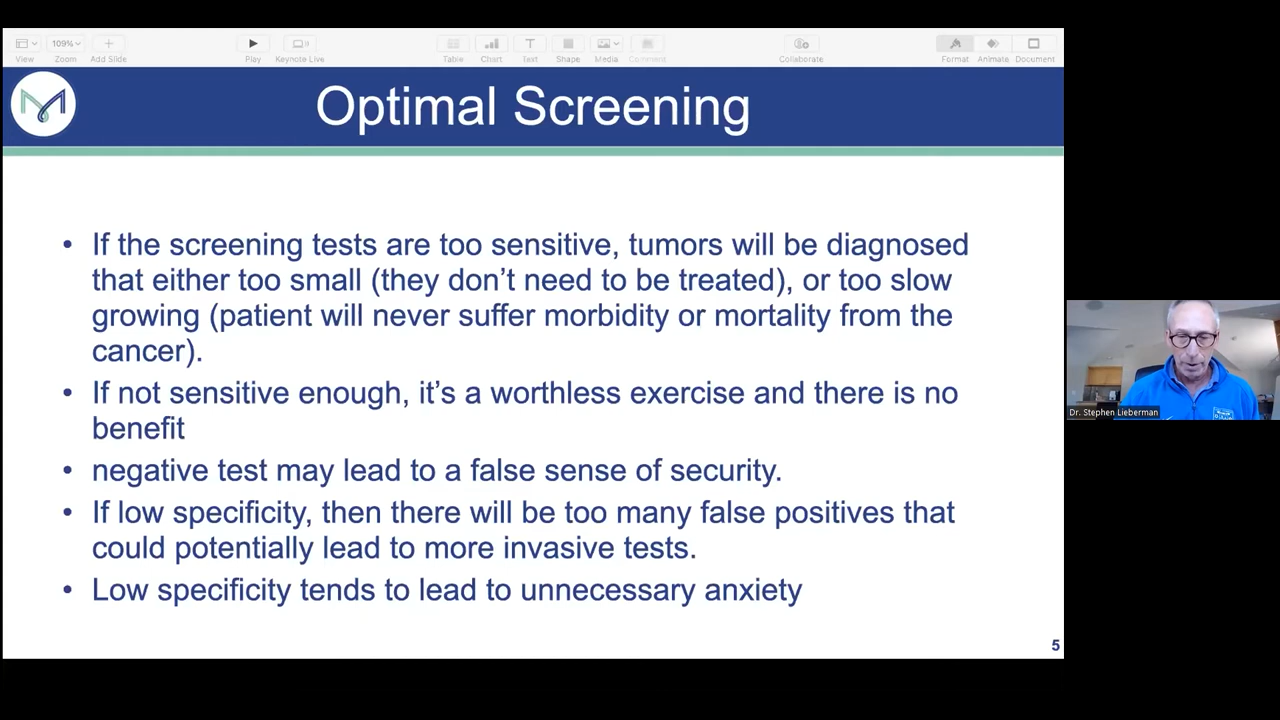 View
109%
Zoom
Add Slide
Play
Keynote Live
Table
Chart
Text
Shape
Media
Comment
Collaborate
Format
Animate
Document
Optimal Screening
• If the screening tests are too sensitive, tumors will be diagnosed
that either too small (they don’t need to be treated), or too slow
growing (patient will never suffer morbidity or mortality from the
cancer).
• If not sensitive enough, it’s a worthless exercise and there is no
benefit
• negative test may lead to a false sense of security.
• If low specificity, then there will be too many false positives that
could potentially lead to more invasive tests.
• Low specificity tends to lead to unnecessary anxiety
5
Dr. Stephen Lieberman